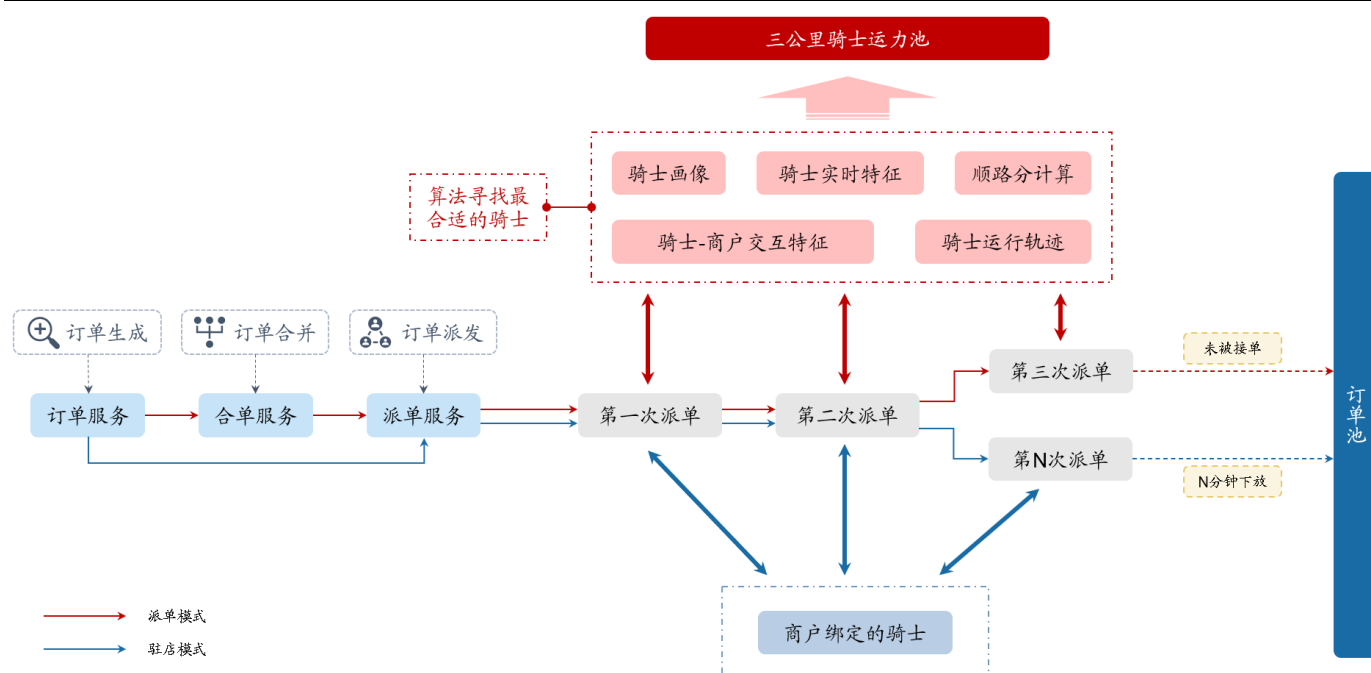 三公里骑士运力池
骑士画像
骑士实时特征
顺路分计算
算法寻找最
合适的骑士
骑士-商户交互特征
骑士运行轨迹
订单生成
订单合并
订单派发
未被接单
第三次派单
订单服务
合单服务
派单服务
第一次派单
第二次派单
订单池
第N次派单
N分钟下放
派单模式
商户绑定的骑士
驻店模式